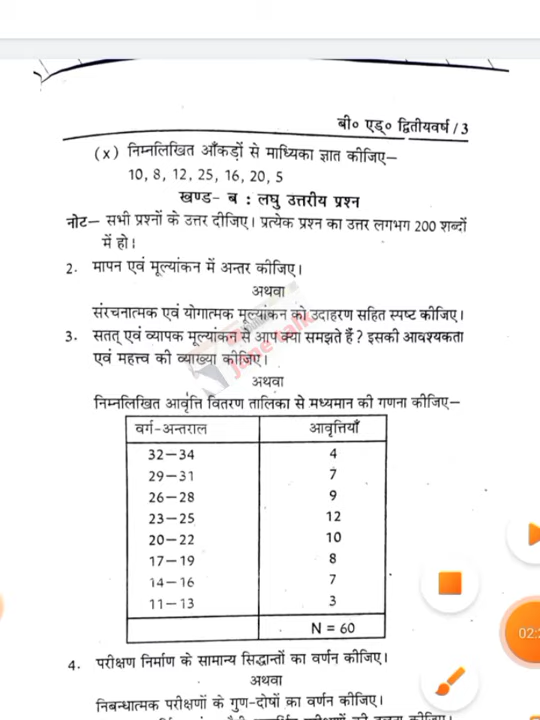 बी० एड्० द्वितीयवर्ष / 3
(x) निम्नलिखित आँकड़ों से माध्यिका ज्ञात कीजिए–
10, 8, 12, 25, 16, 20, 5
खण्ड- ब : लघु उत्तरीय प्रश्न
नोट– सभी प्रश्नों के उत्तर दीजिए। प्रत्येक प्रश्न का उत्तर लगभग 200 शब्दों
में हो।
2. मापन एवं मूल्यांकन में अन्तर कीजिए।
अथवा
संरचनात्मक एवं योगात्मक मूल्यांकन को उदाहरण सहित स्पष्ट कीजिए।
3. सतत् एवं व्यापक मूल्यांकन से आप क्या समझते हैं? इसकी आवश्यकता
एवं महत्त्व की व्याख्या कीजिए।
अथवा
निम्नलिखित आवृत्ति वितरण तालिका से मध्यमान की गणना कीजिए–
वर्ग-अन्तराल आवृत्तियाँ
32–34 4
29–31 7
26–28 9
23–25 12
20–22 10
17–19 8
14–16 7
11–13 3
N = 60
4. परीक्षण निर्माण के सामान्य सिद्धान्तों का वर्णन कीजिए।
अथवा
निबन्धात्मक परीक्षणों के गुण-दोषों का वर्णन कीजिए।
02:2